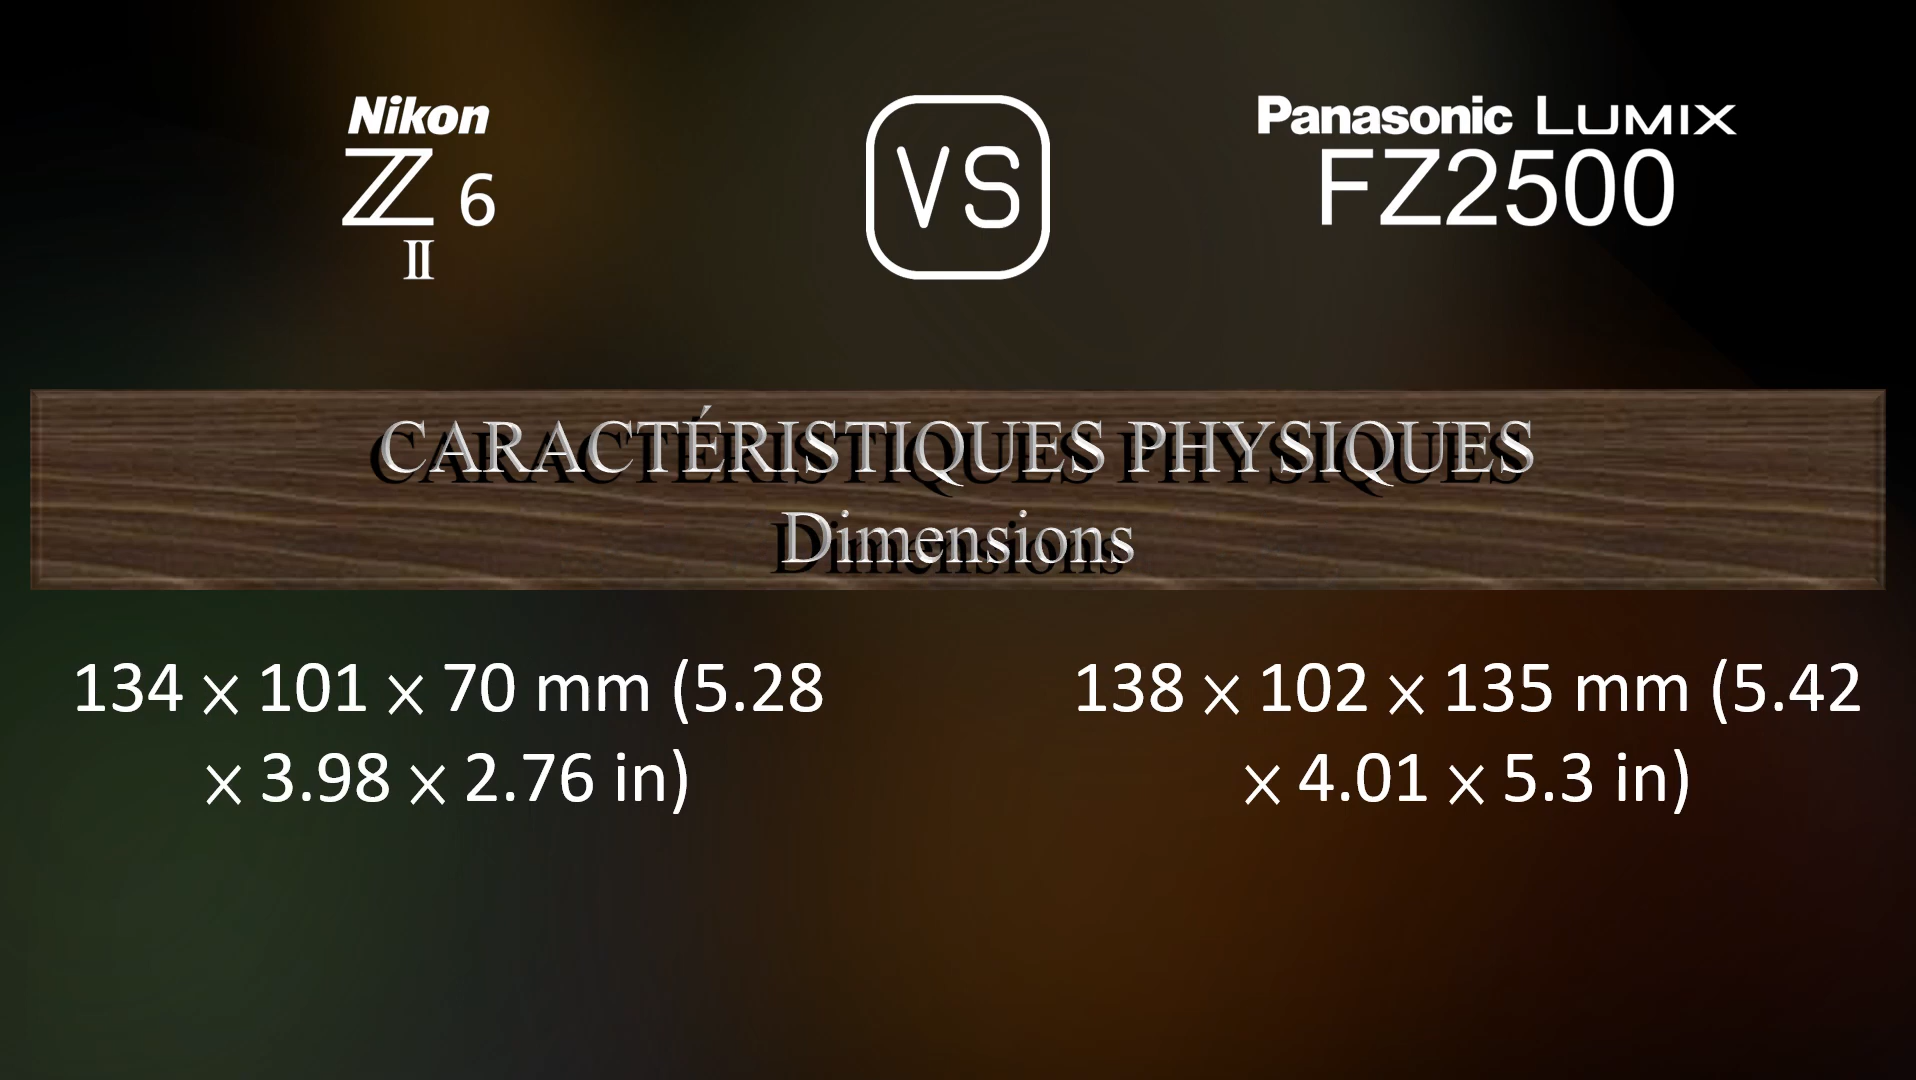 Nikon
Z 6
II
VS
Panasonic LUMIX
FZ2500
CARACTÉRISTIQUES PHYSIQUES
Dimensions
134 x 101 x 70 mm (5.28
x 3.98 x 2.76 in)
138 x 102 x 135 mm (5.42
x 4.01 x 5.3 in)